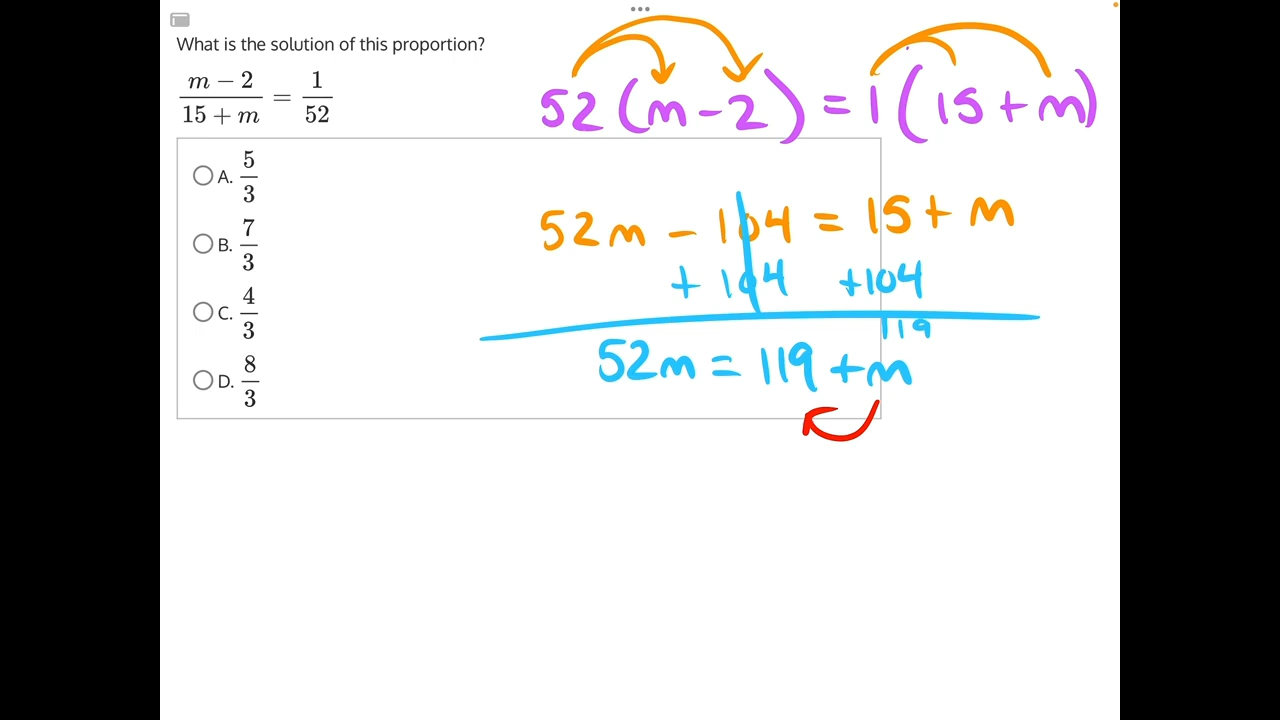 What is the solution of this proportion?
m − 2 / 15 + m = 1 / 52
A. 5/3
B. 7/3
C. 4/3
D. 8/3
52(m-2) = 1(15+m)
52m - 104 = 15 + m
+ 104 +104
119
52m = 119 + m